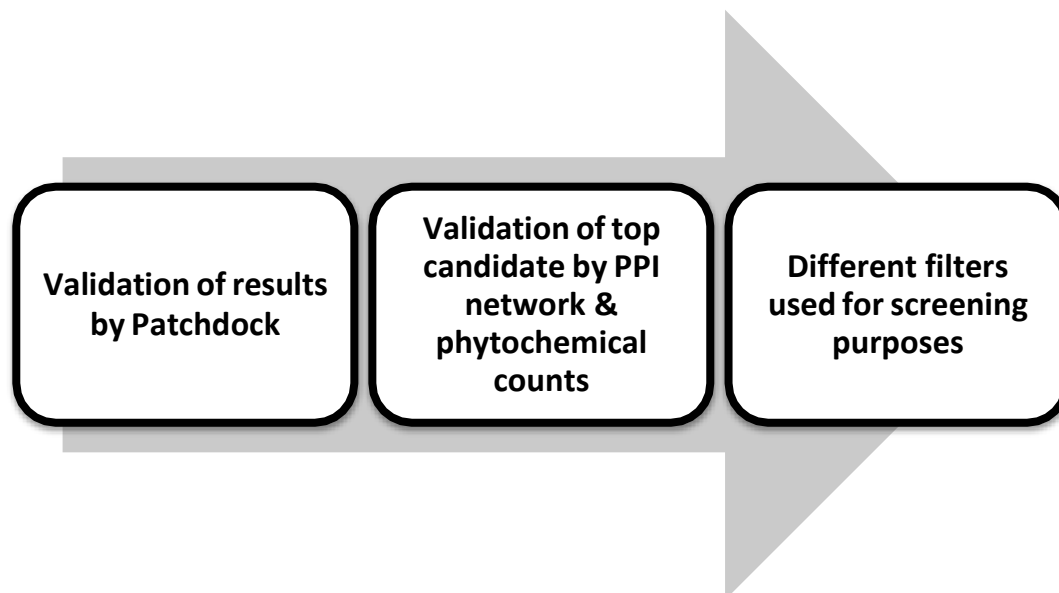 Validation of results
by Patchdock
Validation of top
candidate by PPI
network &
phytochemical
counts
Different filters
used for screening
purposes